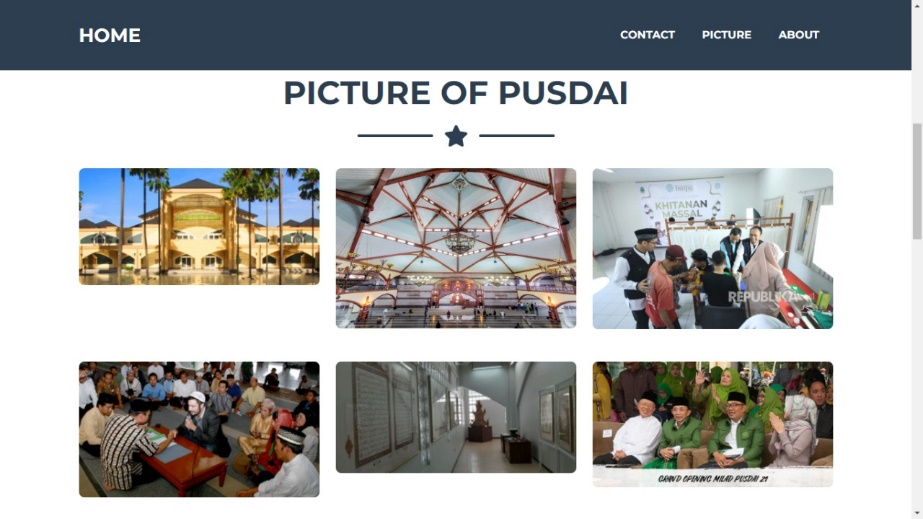 HOME
CONTACT
PICTURE
ABOUT
PICTURE OF PUSDAI
KHITANAN
MASSAL
REPUBLIKA
GRAND OPENING MILAD PUSDAI 21